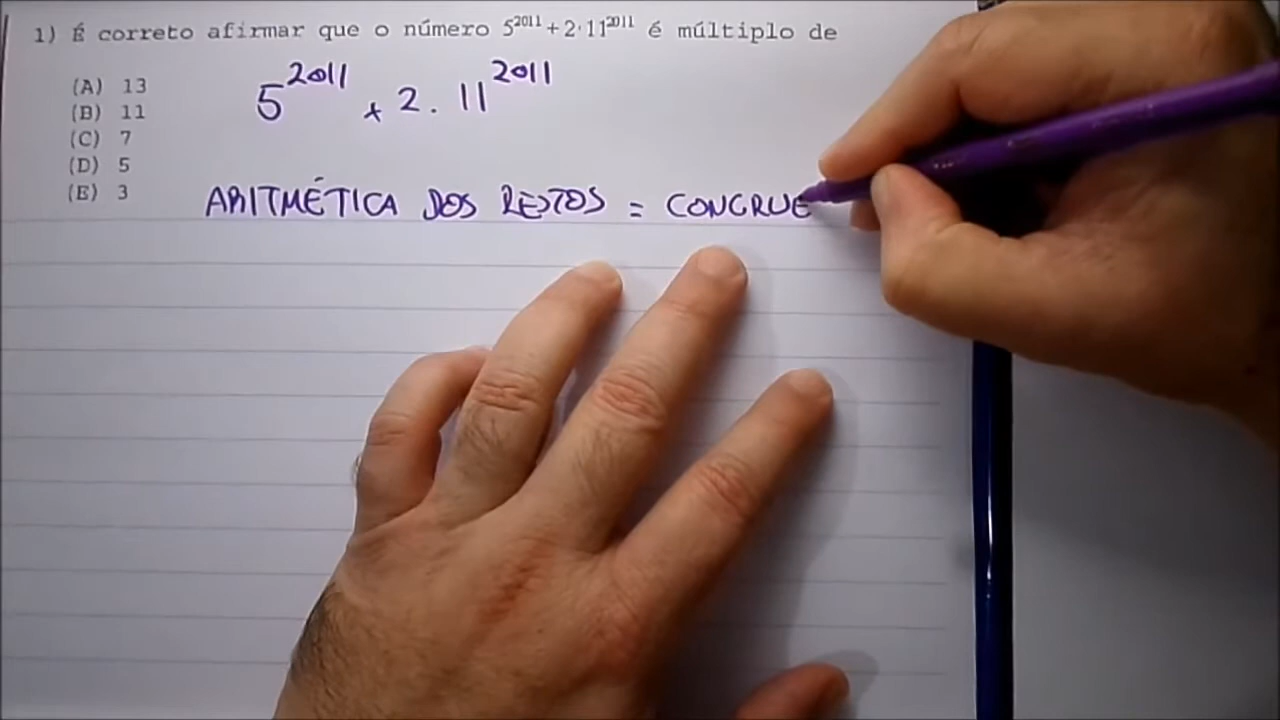 1) É correto afirmar que o número 5²⁰¹¹+2·11²⁰¹¹ é múltiplo de
(A) 13
(B) 11
(C) 7
(D) 5
(E) 3
5²⁰¹¹ + 2 . 11²⁰¹¹
ARITMÉTICA DOS RESTOS = CONGRUE